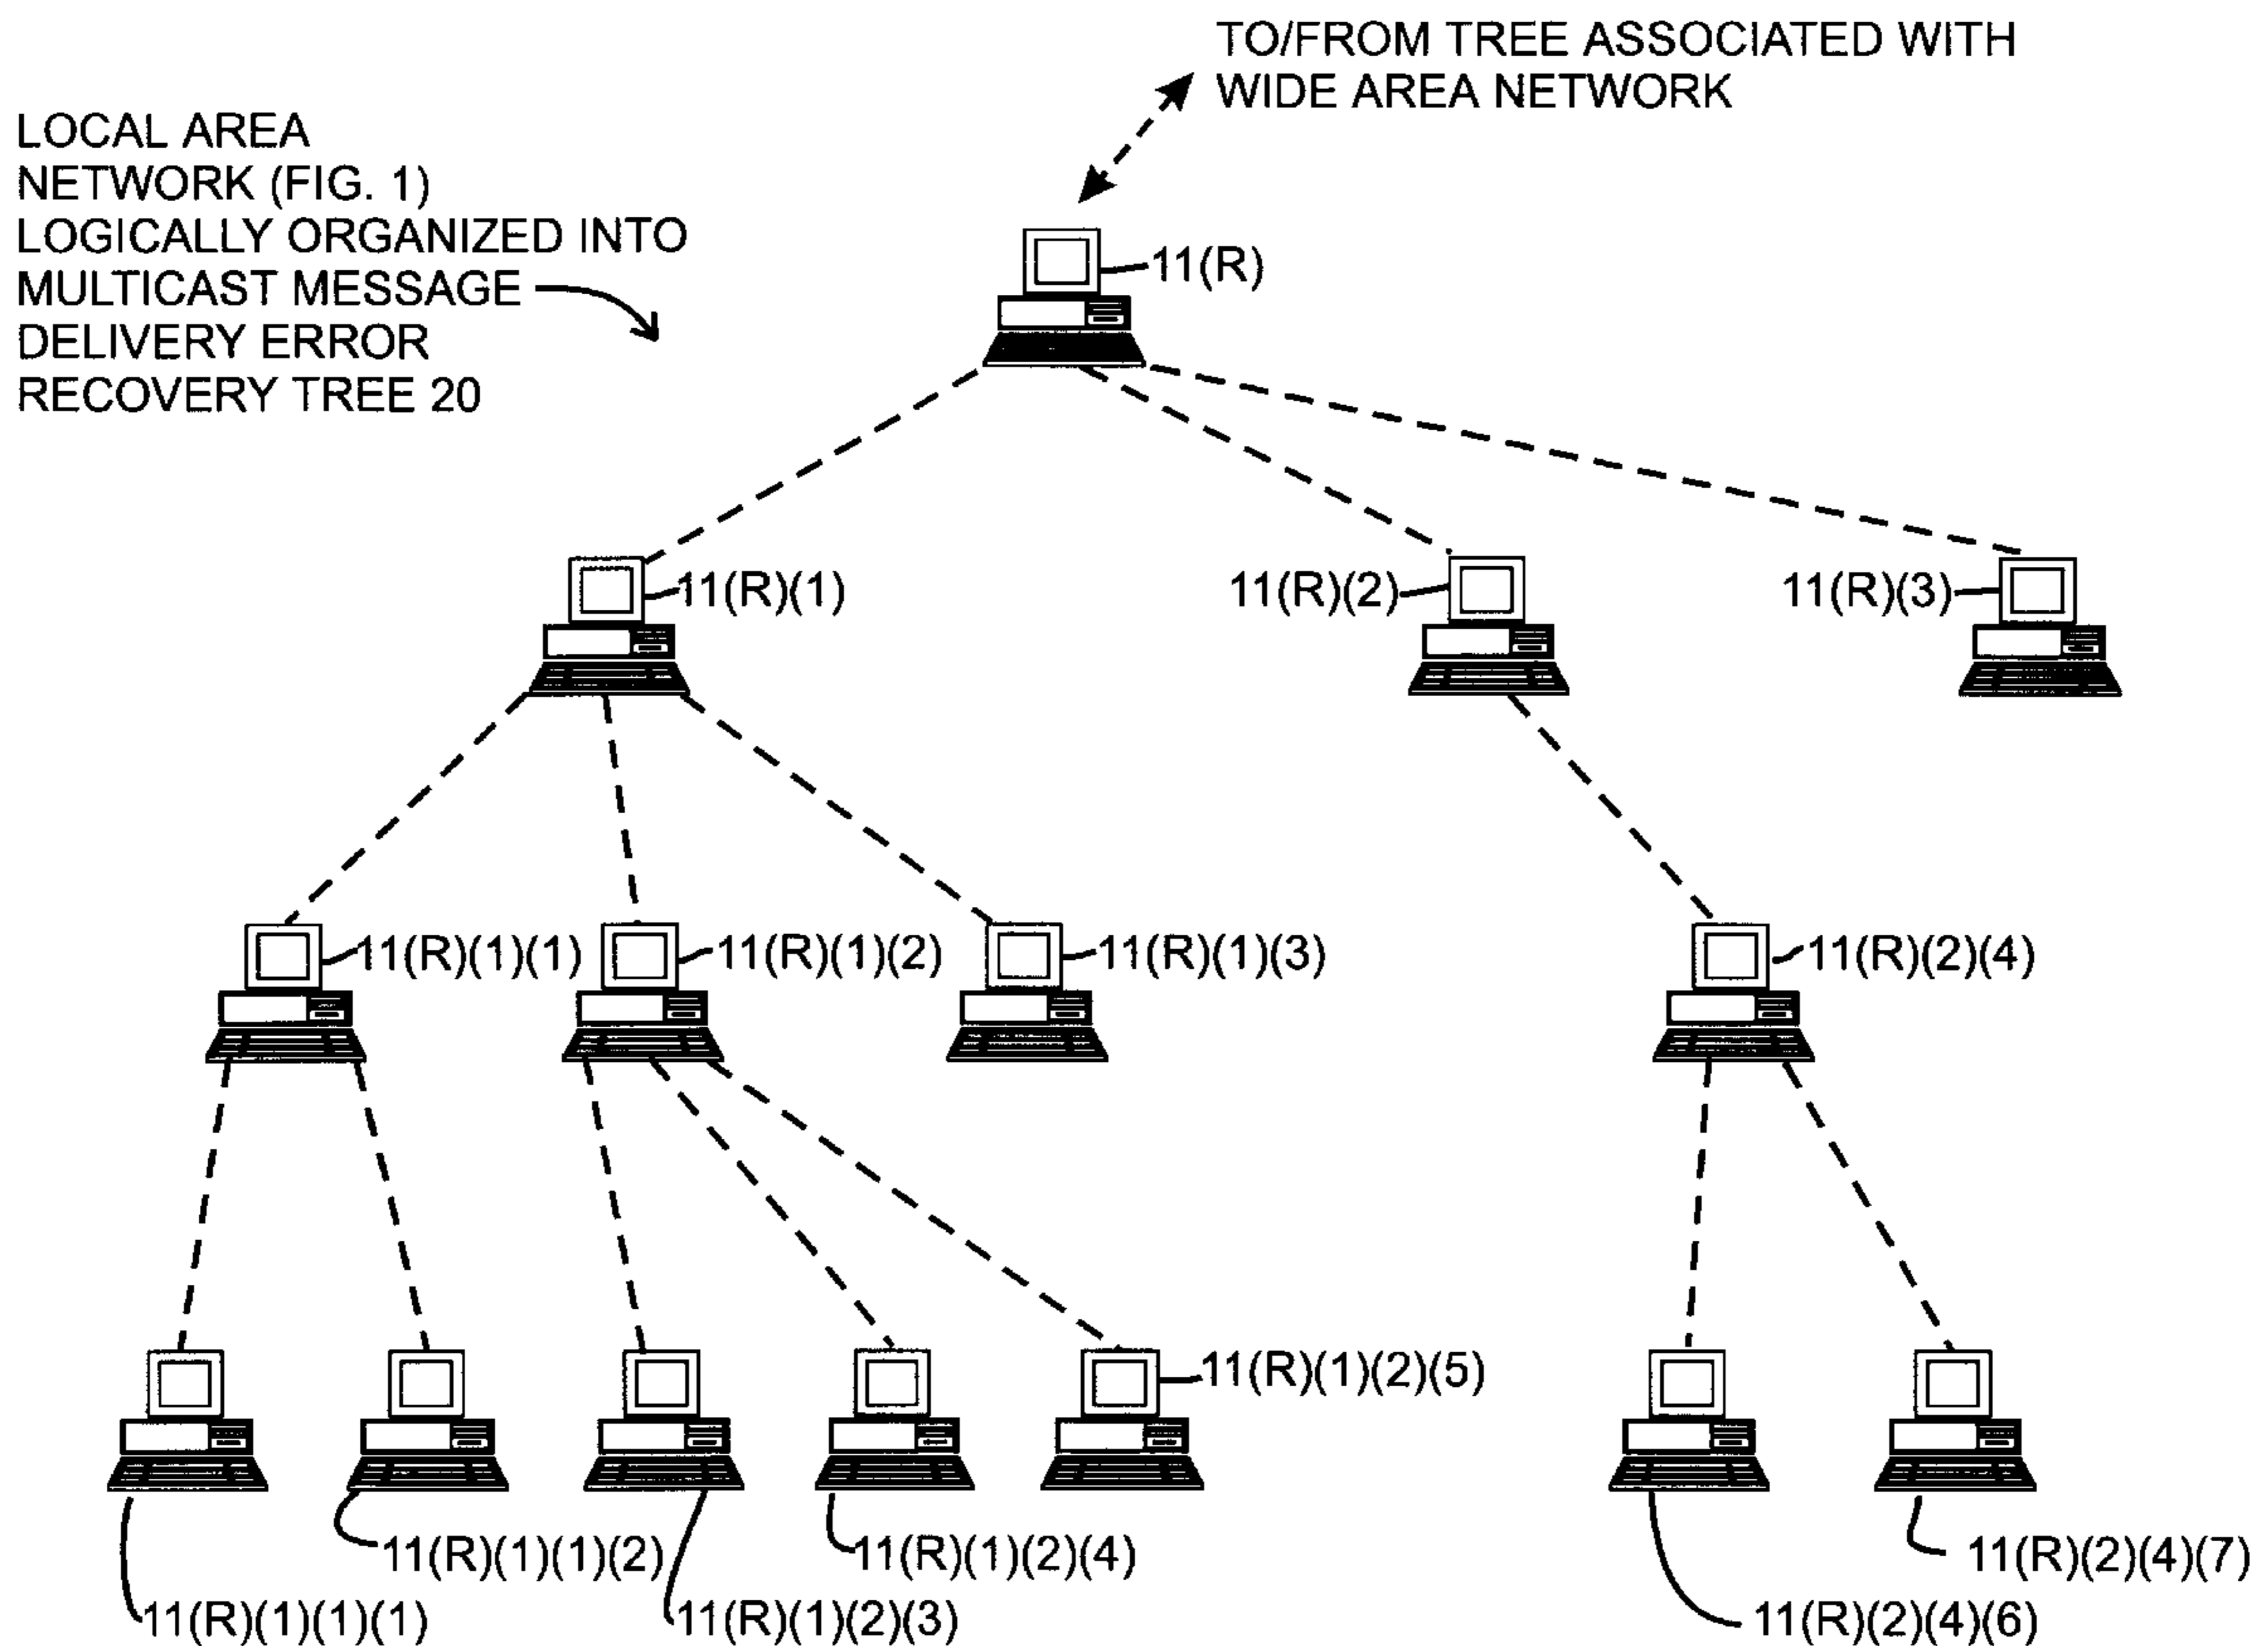 TO/FROM TREE ASSOCIATED WITH
WIDE AREA NETWORK
LOCAL AREA
NETWORK (FIG. 1)
LOGICALLY ORGANIZED INTO
MULTICAST MESSAGE
DELIVERY ERROR
RECOVERY TREE 20
11(R)
11(R)(1)
11(R)(2)
11(R)(3)
11(R)(1)(1)
11(R)(1)(2)
11(R)(1)(3)
11(R)(2)(4)
11(R)(1)(2)(5)
11(R)(1)(1)(2)
11(R)(1)(2)(4)
11(R)(2)(4)(7)
11(R)(1)(1)(1)
11(R)(1)(2)(3)
11(R)(2)(4)(6)